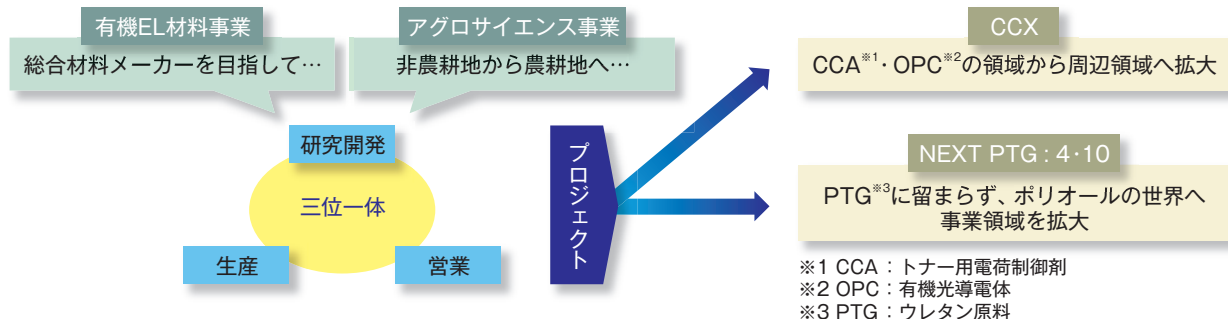 有機EL材料事業
総合材料メーカーを目指して…
アグロサイエンス事業
非農耕地から農耕地へ…
研究開発
三位一体
生産
営業
プロジェクト
CCX
CCA※1・OPC※2の領域から周辺領域へ拡大
NEXT PTG：4・10
PTG※3に留まらず、ポリオールの世界へ
事業領域を拡大
※1 CCA：トナー用電荷制御剤
※2 OPC：有機光導電体
※3 PTG：ウレタン原料